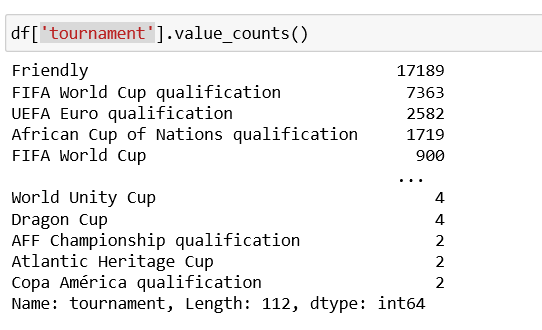 df['tournament'].value_counts()
Friendly 17189
FIFA World Cup qualification 7363
UEFA Euro qualification 2582
African Cup of Nations qualification 1719
FIFA World Cup 900
...
World Unity Cup 4
Dragon Cup 4
AFF Championship qualification 2
Atlantic Heritage Cup 2
Copa América qualification 2
Name: tournament, Length: 112, dtype: int64